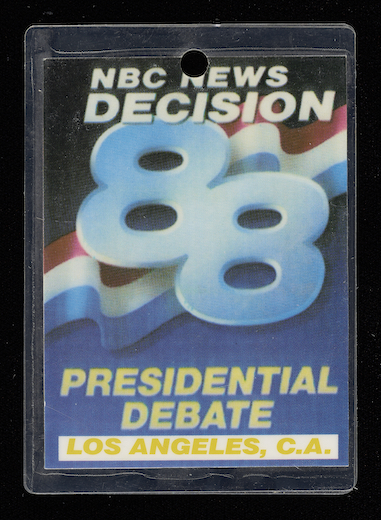 NBC NEWS
DECISION
88
PRESIDENTIAL
DEBATE
LOS ANGELES, C.A.